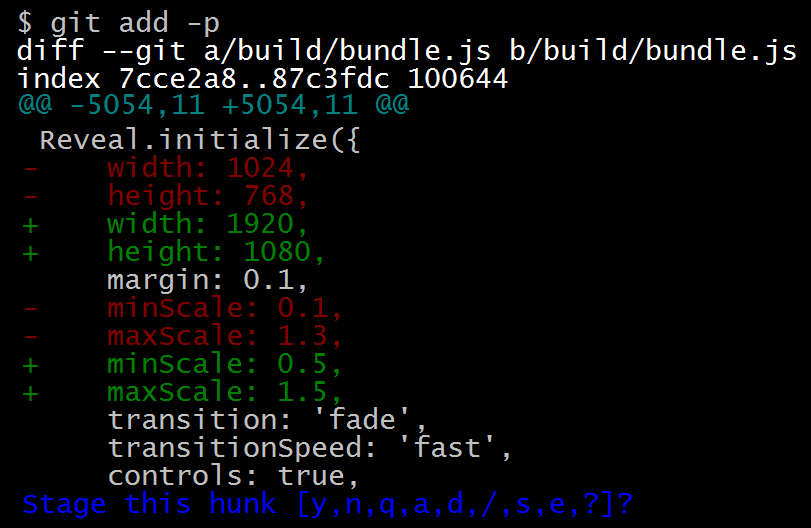 $ git add -p
diff --git a/build/bundle.js b/build/bundle.js
index 7cce2a8..87c3fdc 100644
@@ -5054,11 +5054,11 @@
 Reveal.initialize({
-    width: 1024,
-    height: 768,
+    width: 1920,
+    height: 1080,
     margin: 0.1,
-    minScale: 0.1,
-    maxScale: 1.3,
+    minScale: 0.5,
+    maxScale: 1.5,
     transition: 'fade',
     transitionSpeed: 'fast',
     controls: true,
Stage this hunk [y,n,q,a,d,/,s,e,?]?